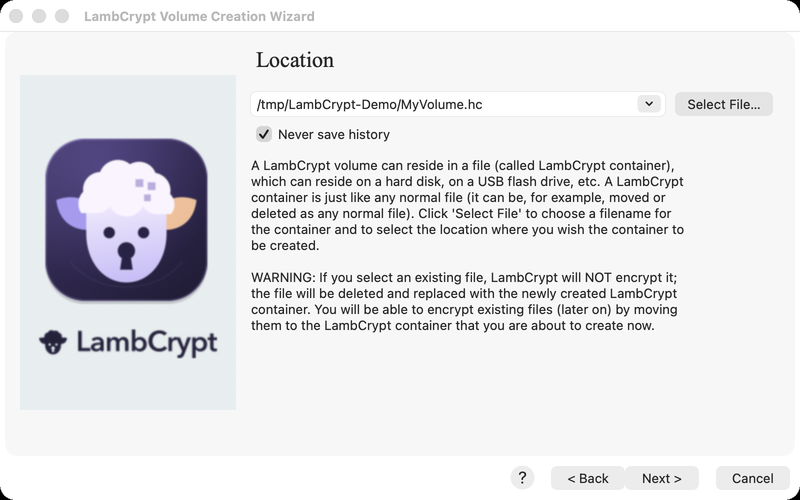 LambCrypt Volume Creation Wizard
Location
/tmp/LambCrypt-Demo/MyVolume.hc
Select File...
Never save history
A LambCrypt volume can reside in a file (called LambCrypt container),
which can reside on a hard disk, on a USB flash drive, etc. A LambCrypt
container is just like any normal file (it can be, for example, moved or
deleted as any normal file). Click 'Select File' to choose a filename for
the container and to select the location where you wish the container to
be created.
WARNING: If you select an existing file, LambCrypt will NOT encrypt it;
the file will be deleted and replaced with the newly created LambCrypt
container. You will be able to encrypt existing files (later on) by moving
them to the LambCrypt container that you are about to create now.
LambCrypt
?
< Back
Next >
Cancel